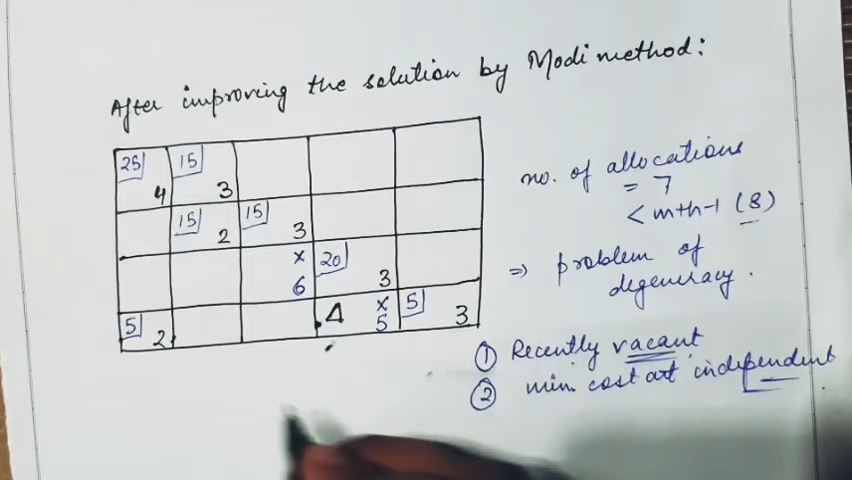 After improving the solution by Modi method:
25 4 15 3
15 2 15 3
x 6 20 3
5 2 Δ x 5 5 3
no. of allocations
= 7
< m+n-1 (8)
⇒ problem of
degeneracy.
① Recently vacant
② min. cost at independent